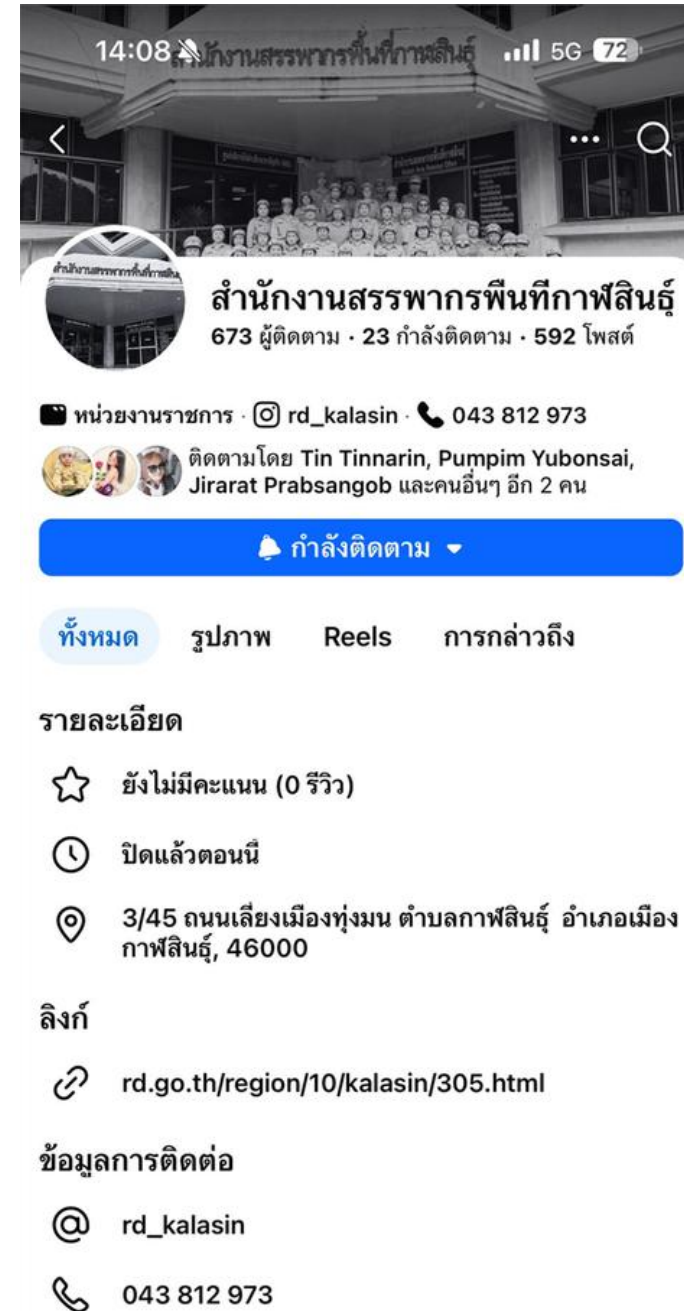 14:08
สำนักงานสรรพากรพื้นที่กาฬสินธุ์
5G 72
สำนักงานสรรพากรพื้นที่กาฬสินธุ์
673 ผู้ติดตาม · 23 กำลังติดตาม · 592 โพสต์
หน่วยงานราชการ · rd_kalasin · 043 812 973
ติดตามโดย Tin Tinnarin, Pumpim Yubonsai,
Jirarat Prabsangob และคนอื่นๆ อีก 2 คน
กำลังติดตาม
ทั้งหมด รูปภาพ Reels การกล่าวถึง
รายละเอียด
ยังไม่มีคะแนน (0 รีวิว)
ปิดแล้วตอนนี้
3/45 ถนนเลี่ยงเมืองทุ่งมน ตำบลกาฬสินธุ์ อำเภอเมือง
กาฬสินธุ์, 46000
ลิงก์
rd.go.th/region/10/kalasin/305.html
ข้อมูลการติดต่อ
rd_kalasin
043 812 973